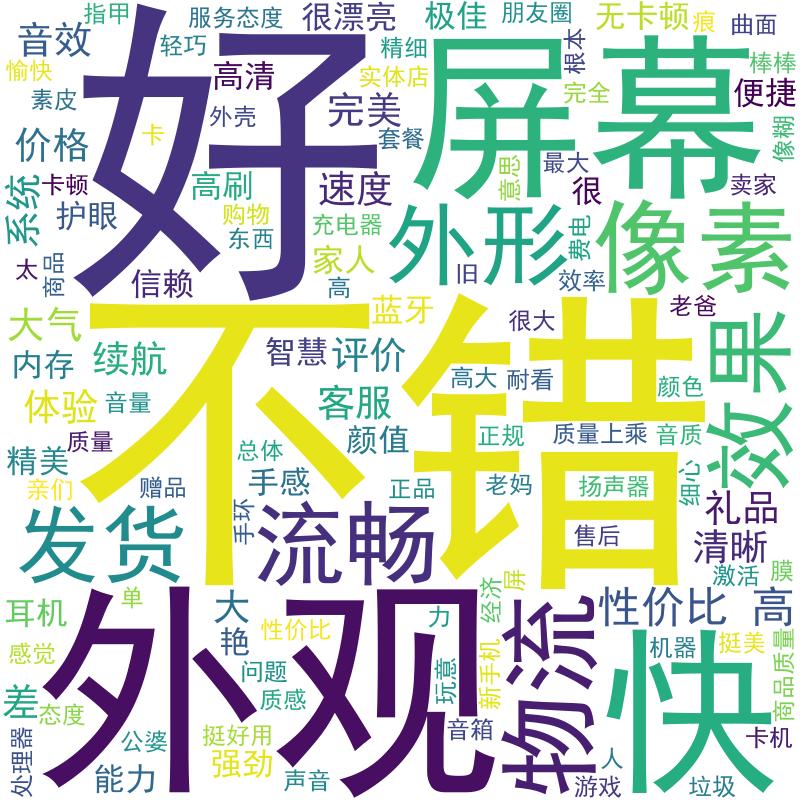 指甲
服务态度
很漂亮
极佳
朋友圈
无卡顿
痕
曲面
音效
轻巧
好
精细
屏幕
根本
棒棒
愉快
高清
实体店
便捷
素皮
外壳
完美
完全
价格
卡
套餐
像糊
意思
最大
系统
卡顿
高刷
速度
很
卖家
护眼
购物
充电器
外形
费电
像素
东西
家人
太
商品
信赖
高
旧
效率
老爸
大气
不错
蓝牙
很大
效果
内存
续航
智慧
评价
高大
耐看
颜色
体验
音量
客服
质量
颜值
正规
质量上乘
音质
精美
总体
细心
亲们
赠品
手感
正品
老妈
扬声器
礼品
发货
手环
流畅
售后
清晰
激活
膜
耳机
单
外观
大
力
经济
屏
物流
性价比
高
感觉
艳
性价比
快
机器
挺美
商品质量
差
态度
问题
质感
玩意
新手机
处理器
公婆
挺好用
音箱
卡机
能力
强劲
声音
人
游戏
垃圾